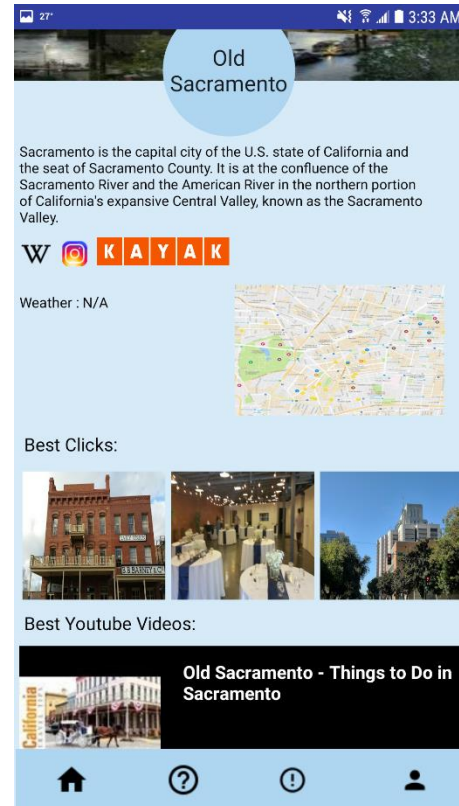 27°
3:33 AM
Old
Sacramento
Sacramento is the capital city of the U.S. state of California and
the seat of Sacramento County. It is at the confluence of the
Sacramento River and the American River in the northern portion
of California's expansive Central Valley, known as the Sacramento
Valley.
W
KAYAK
Weather : N/A
Best Clicks:
Best Youtube Videos:
California
Old Sacramento - Things to Do in
Sacramento